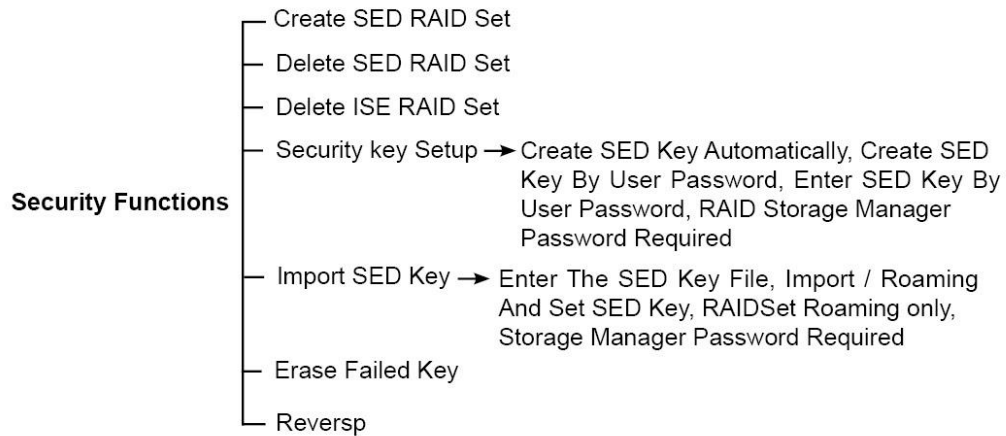 Create SED RAID Set
Delete SED RAID Set
Delete ISE RAID Set
Security key Setup → Create SED Key Automatically, Create SED
Key By User Password, Enter SED Key By
User Password, RAID Storage Manager
Password Required
Security Functions
Import SED Key → Enter The SED Key File, Import / Roaming
And Set SED Key, RAIDSet Roaming only,
Storage Manager Password Required
Erase Failed Key
Reversp